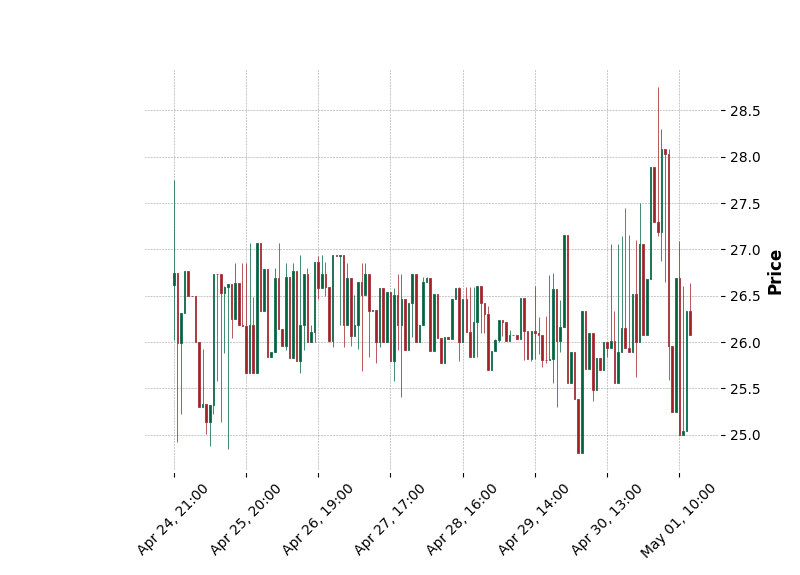 28.5
28.0
27.5
27.0
26.5
26.0
25.5
25.0
Price
Apr 24, 21:00
Apr 25, 20:00
Apr 26, 19:00
Apr 27, 17:00
Apr 28, 16:00
Apr 29, 14:00
Apr 30, 13:00
May 01, 10:00